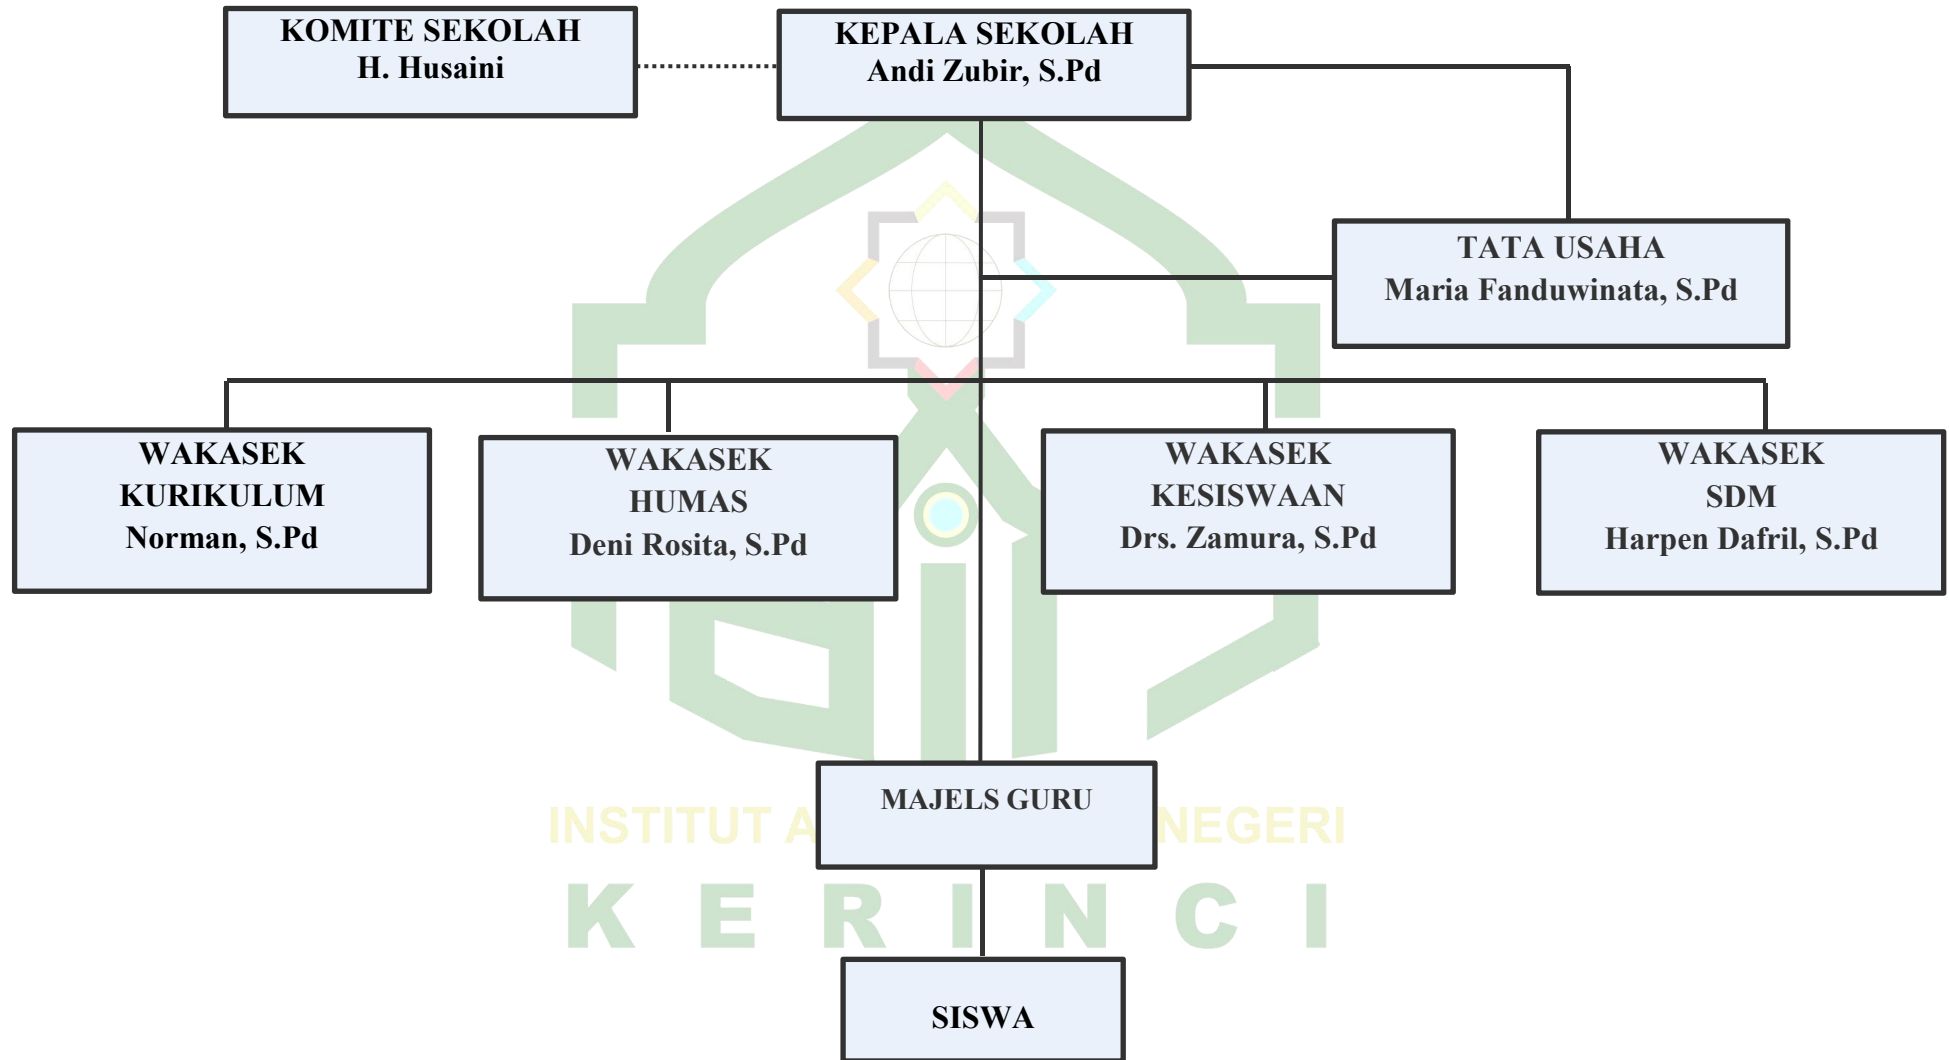 KOMITE SEKOLAH
H. Husaini
KEPALA SEKOLAH
Andi Zubir, S.Pd
TATA USAHA
Maria Fanduwinata, S.Pd
WAKASEK
KURIKULUM
Norman, S.Pd
WAKASEK
HUMAS
Deni Rosita, S.Pd
WAKASEK
KESISWAAN
Drs. Zamura, S.Pd
WAKASEK
SDM
Harpen Dafril, S.Pd
MAJELS GURU
INSTITUT NEGERI
KERINCI
SISWA